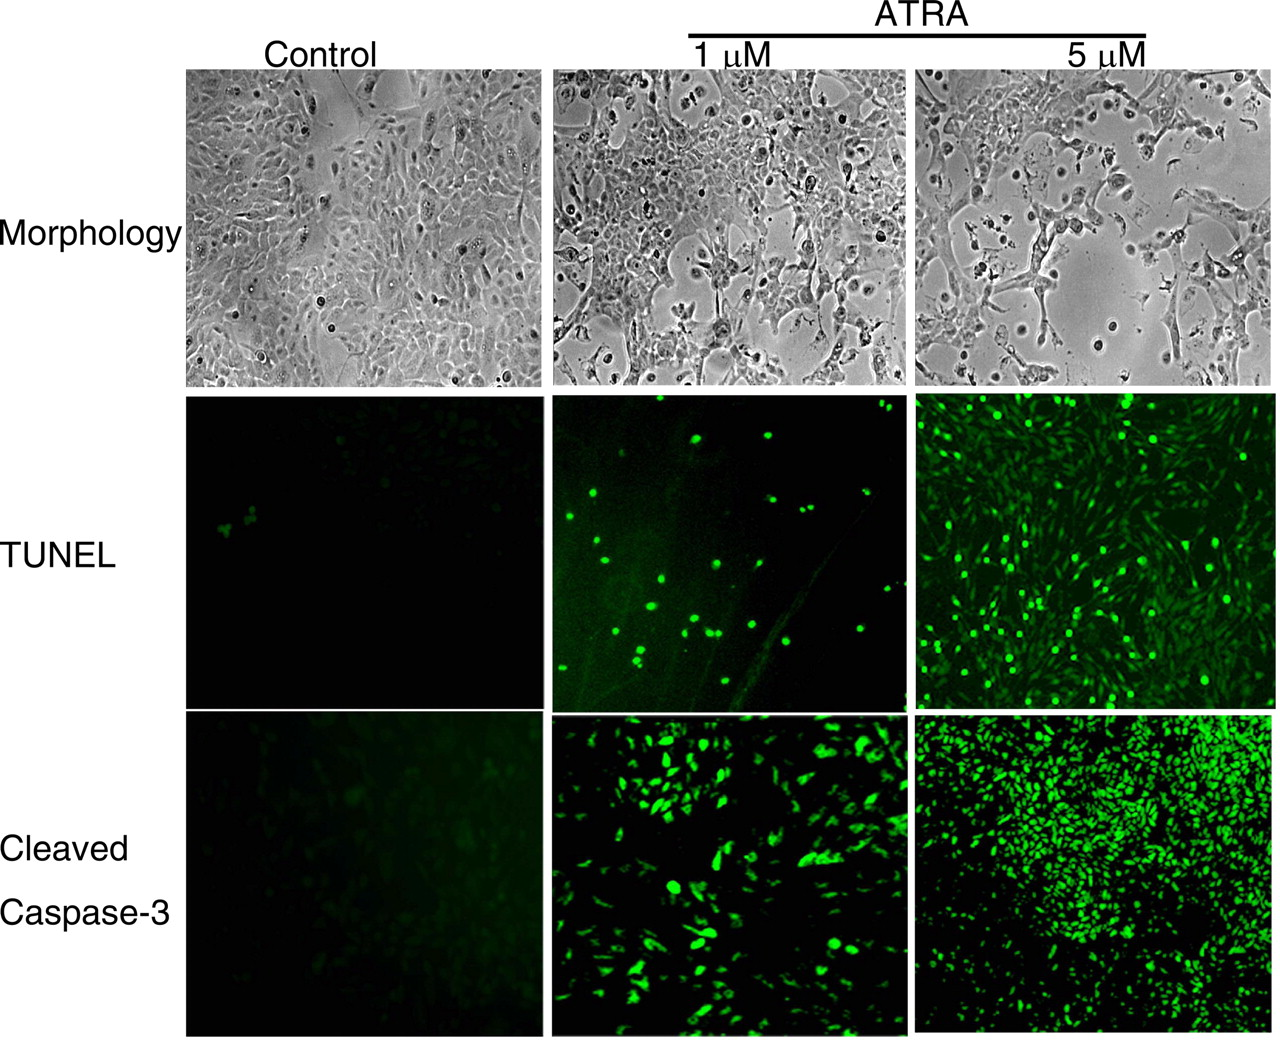 ATRA
Control
1 μM
5 μM
Morphology
TUNEL
Cleaved
Caspase-3